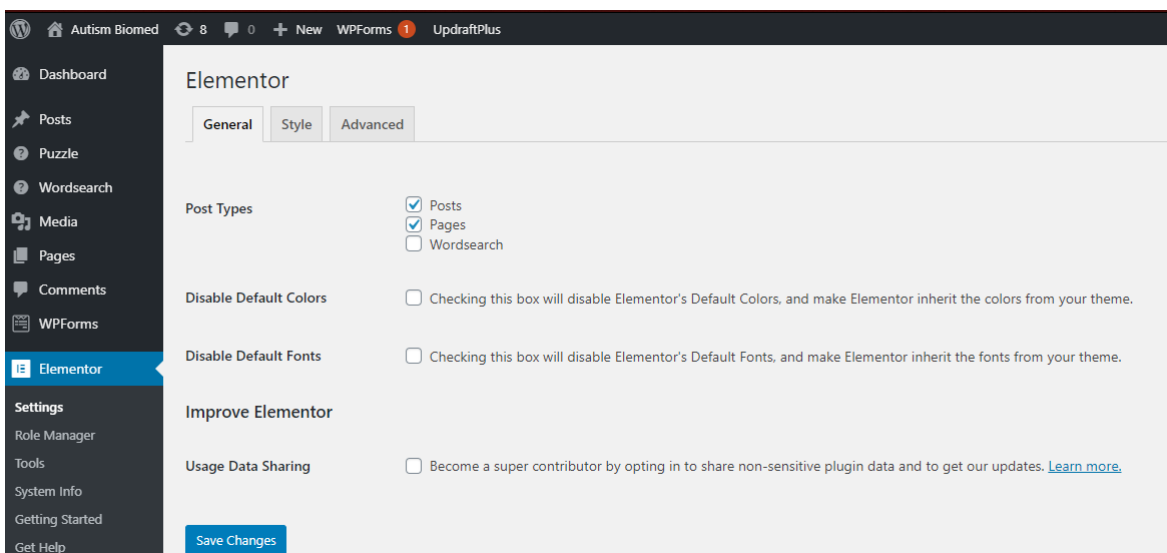 Autism Biomed 8 0 + New WPForms 1 UpdraftPlus
Dashboard
Posts
Puzzle
Wordsearch
Media
Pages
Comments
WPForms
Elementor
Settings
Role Manager
Tools
System Info
Getting Started
Get Help
Elementor
General Style Advanced
Post Types
Posts
Pages
Wordsearch
Disable Default Colors
Checking this box will disable Elementor's Default Colors, and make Elementor inherit the colors from your theme.
Disable Default Fonts
Checking this box will disable Elementor's Default Fonts, and make Elementor inherit the fonts from your theme.
Improve Elementor
Usage Data Sharing
Become a super contributor by opting in to share non-sensitive plugin data and to get our updates. Learn more.
Save Changes